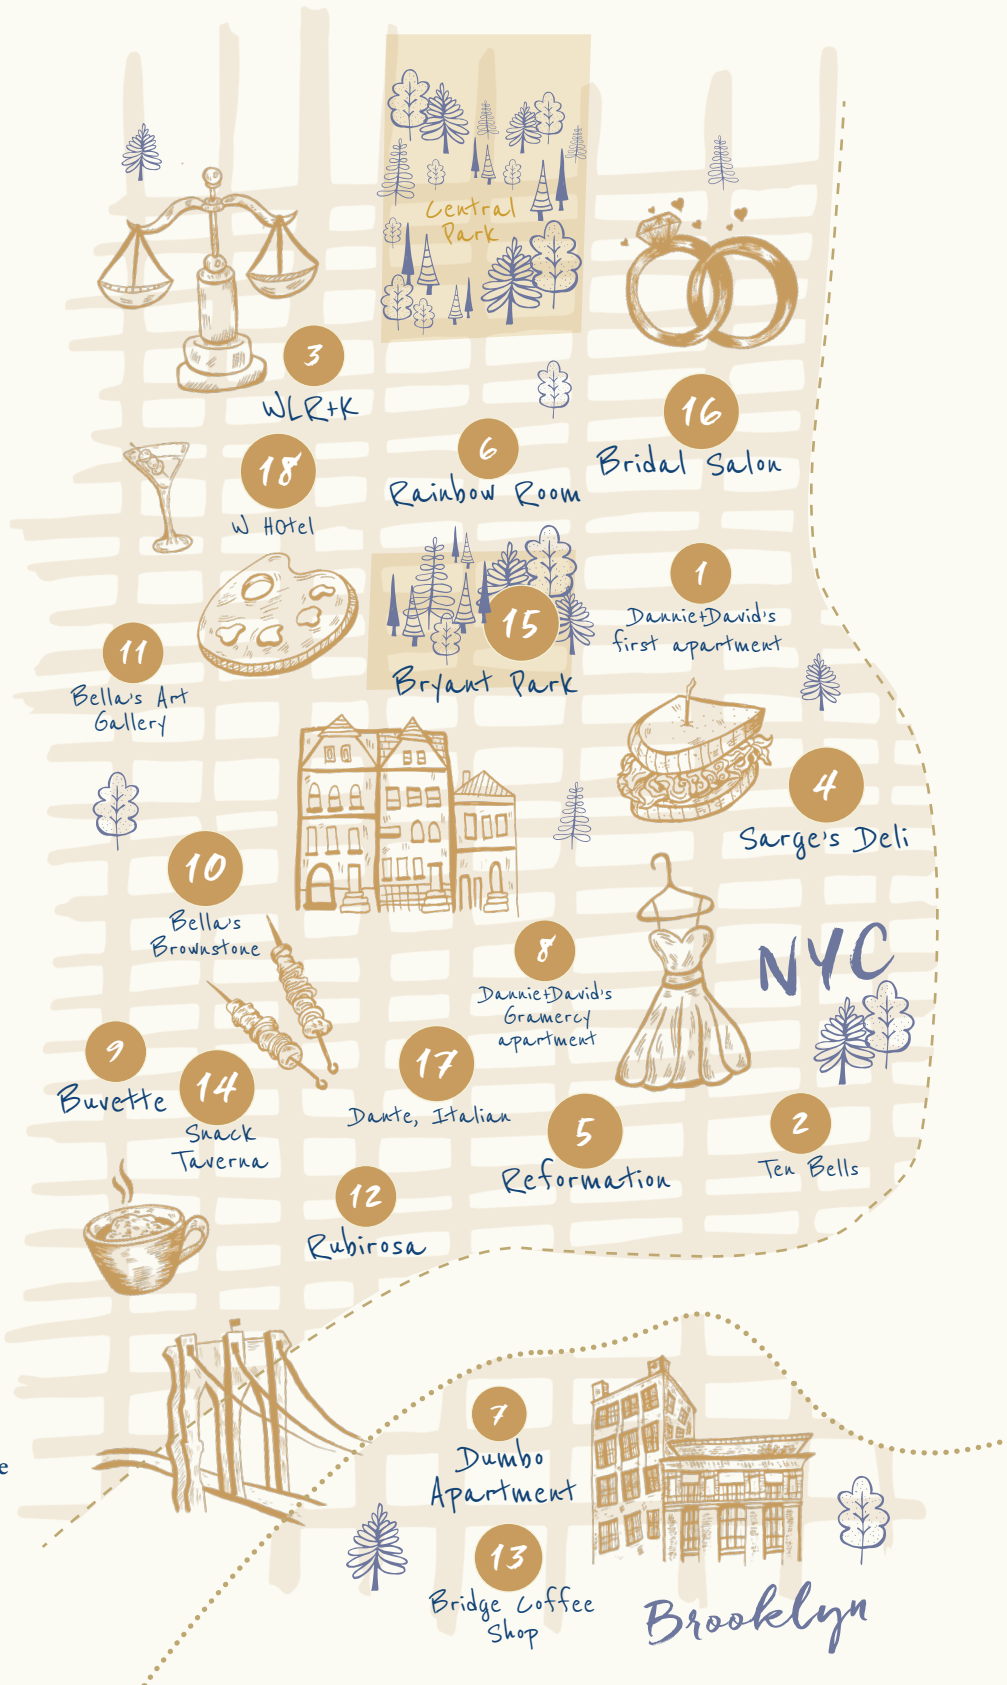 Central
Park
3
WLR+K
16
Bridal Salon
18
W HOtel
6
Rainbow Room
1
Dannie+David's
first apartment
15
Bryant Park
11
Bella's Art
Gallery
4
Sarge's Deli
10
Bella's
Brownstone
NYC
8
Dannie+David's
Gramercy
apartment
9
Buvette
14
Snack
Taverna
17
Dante, Italian
5
Reformation
2
Ten Bells
12
Rubirosa
7
Dumbo
Apartment
e
13
Bridge Coffee
Shop
Brooklyn